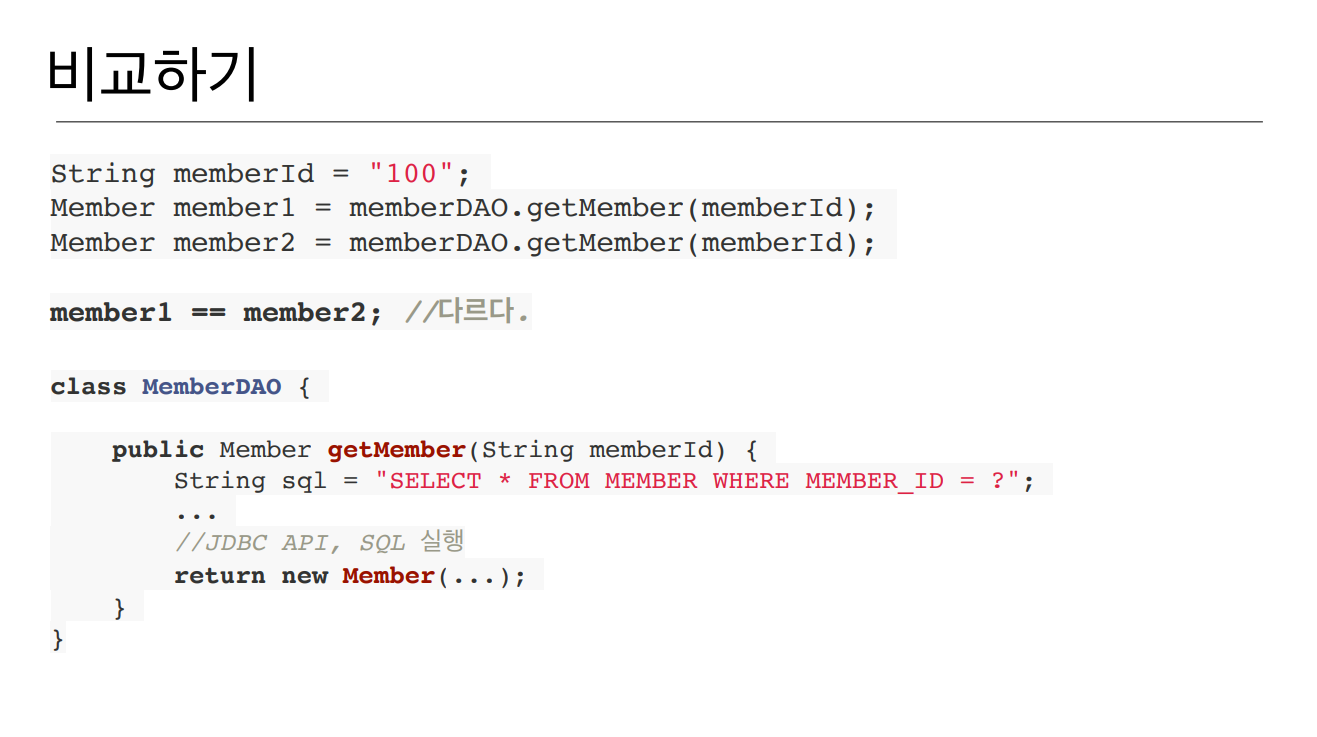 비교하기
String memberId = "100";
Member member1 = memberDAO.getMember(memberId);
Member member2 = memberDAO.getMember(memberId);
member1 == member2; //다르다.
class MemberDAO {
public Member getMember(String memberId) {
String sql = "SELECT * FROM MEMBER WHERE MEMBER_ID = ?";
...
//JDBC API, SQL 실행
return new Member(...);
}
}